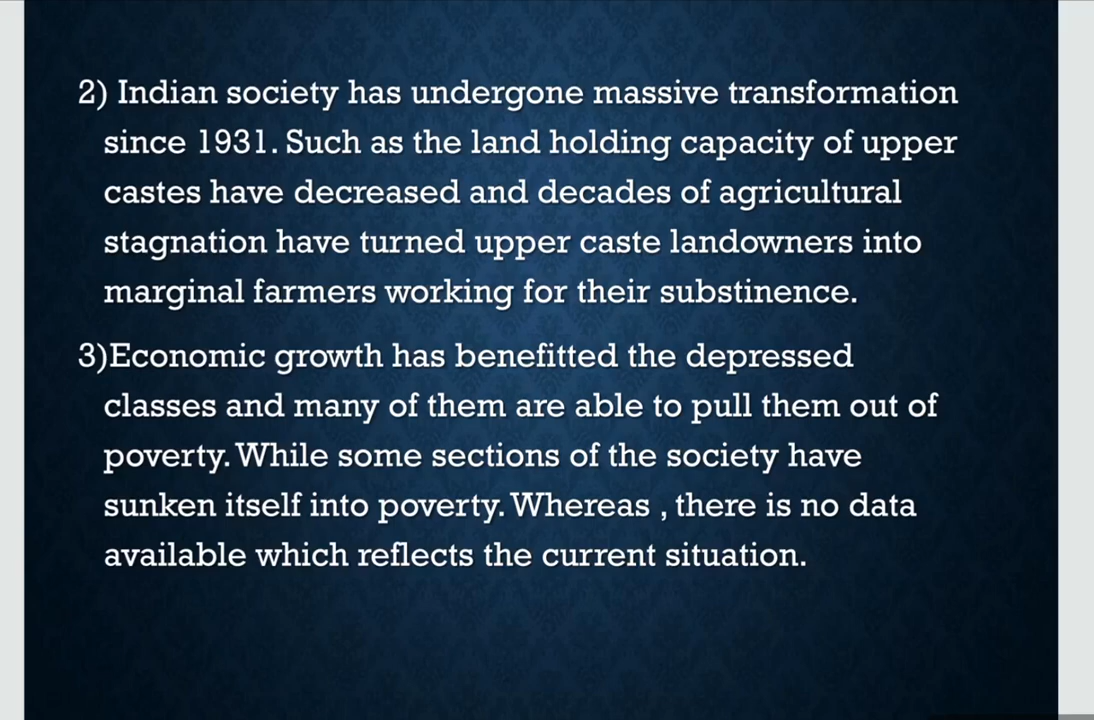 2) Indian society has undergone massive transformation
since 1931. Such as the land holding capacity of upper
castes have decreased and decades of agricultural
stagnation have turned upper caste landowners into
marginal farmers working for their substinence.
3)Economic growth has benefitted the depressed
classes and many of them are able to pull them out of
poverty. While some sections of the society have
sunken itself into poverty. Whereas , there is no data
available which reflects the current situation.